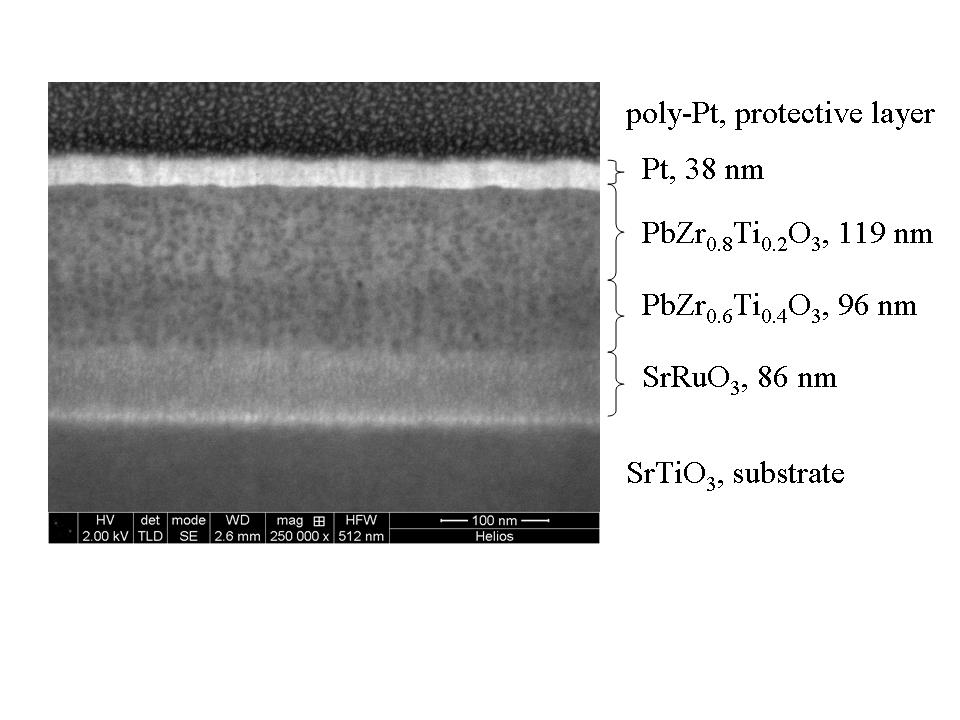 poly-Pt, protective layer
Pt, 38 nm
PbZr0.8Ti0.2O3, 119 nm
PbZr0.6Ti0.4O3, 96 nm
SrRuO3, 86 nm
SrTiO3, substrate
HV det mode WD mag HFW 100 nm
2.00 kV TLD SE 2.6 mm 250 000 x 512 nm Helios